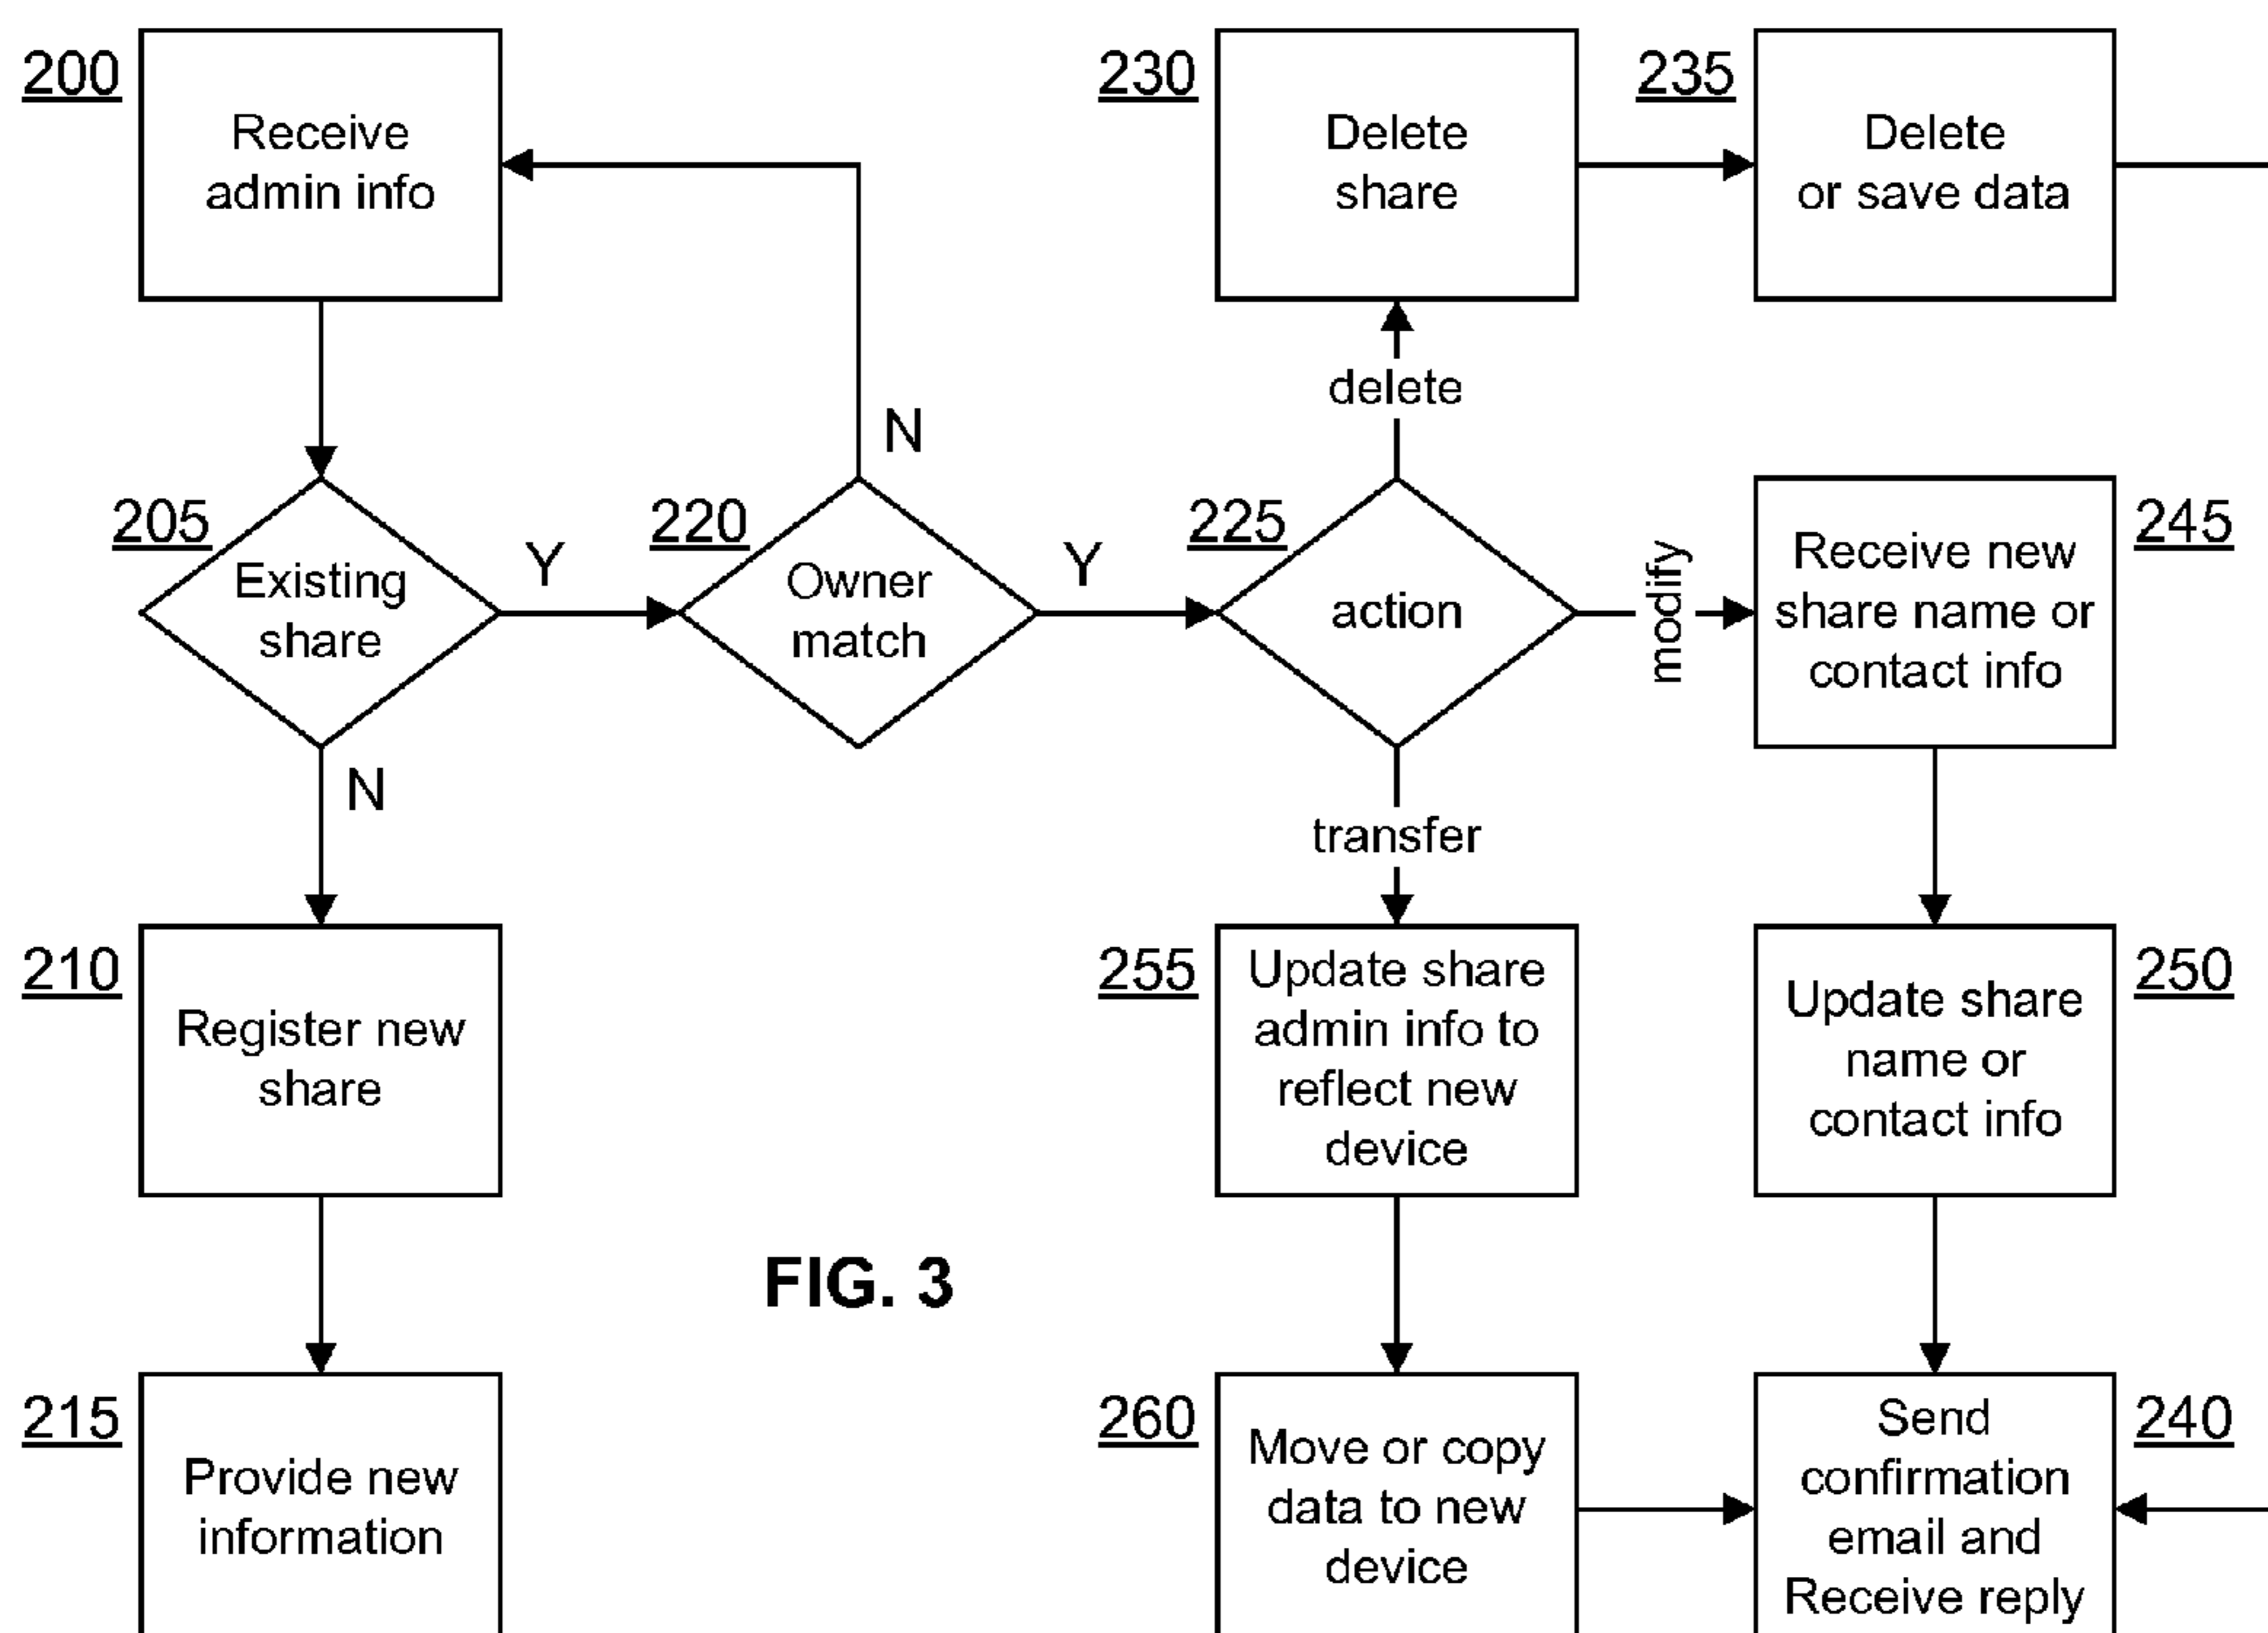 200
Receive
admin info
205
Existing
share
Y
N
210
Register new
share
215
Provide new
information
220
Owner
match
N
Y
225
action
delete
230
Delete
share
235
Delete
or save data
modify
245
Receive new
share name or
contact info
250
Update share
name or
contact info
transfer
255
Update share
admin info to
reflect new
device
260
Move or copy
data to new
device
240
Send
confirmation
email and
Receive reply
FIG. 3